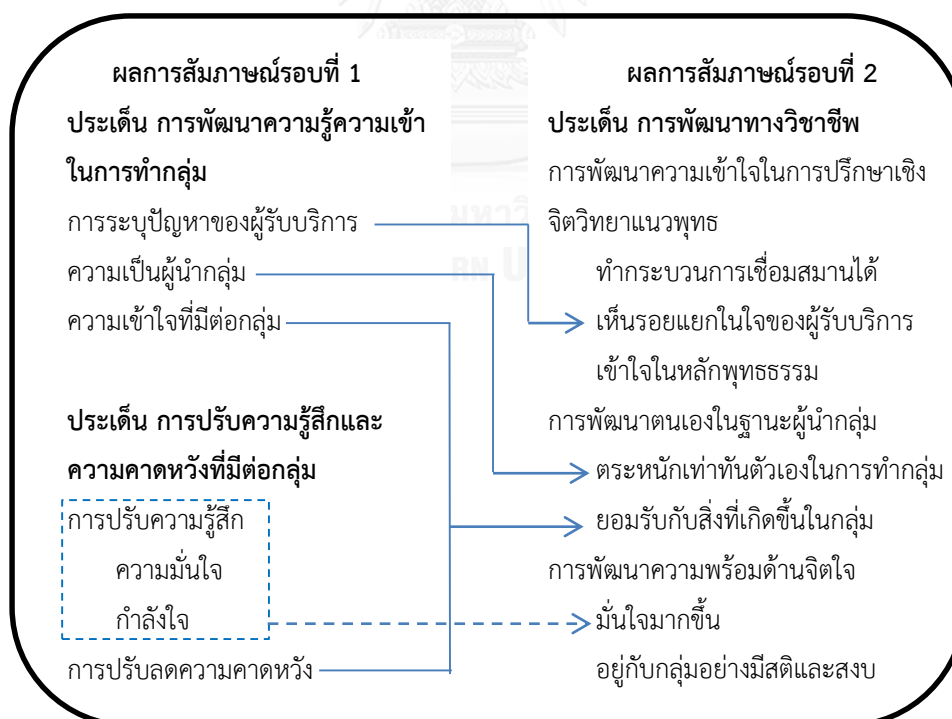 ผลการสัมภาษณ์รอบที่ 1
ประเด็น การพัฒนาความรู้ความเข้า
ในการทำกลุ่ม
การระบุปัญหาของผู้รับบริการ
ความเป็นผู้นำกลุ่ม
ความเข้าใจที่มีต่อกลุ่ม
ประเด็น การปรับความรู้สึกและ
ความคาดหวังที่มีต่อกลุ่ม
การปรับความรู้สึก
ความมั่นใจ
กำลังใจ
การปรับลดความคาดหวัง
ผลการสัมภาษณ์รอบที่ 2
ประเด็น การพัฒนาทางวิชาชีพ
การพัฒนาความเข้าใจในการปรึกษาเชิง
จิตวิทยาแนวพุทธ
ทำกระบวนการเชื่อมสมานได้
เห็นรอยแยกในใจของผู้รับบริการ
เข้าใจในหลักพุทธธรรม
การพัฒนาตนเองในฐานะผู้นำกลุ่ม
ตระหนักเท่าทันตัวเองในการทำกลุ่ม
ยอมรับกับสิ่งที่เกิดขึ้นในกลุ่ม
การพัฒนาความพร้อมด้านจิตใจ
มั่นใจมากขึ้น
อยู่กับกลุ่มอย่างมีสติและสงบ